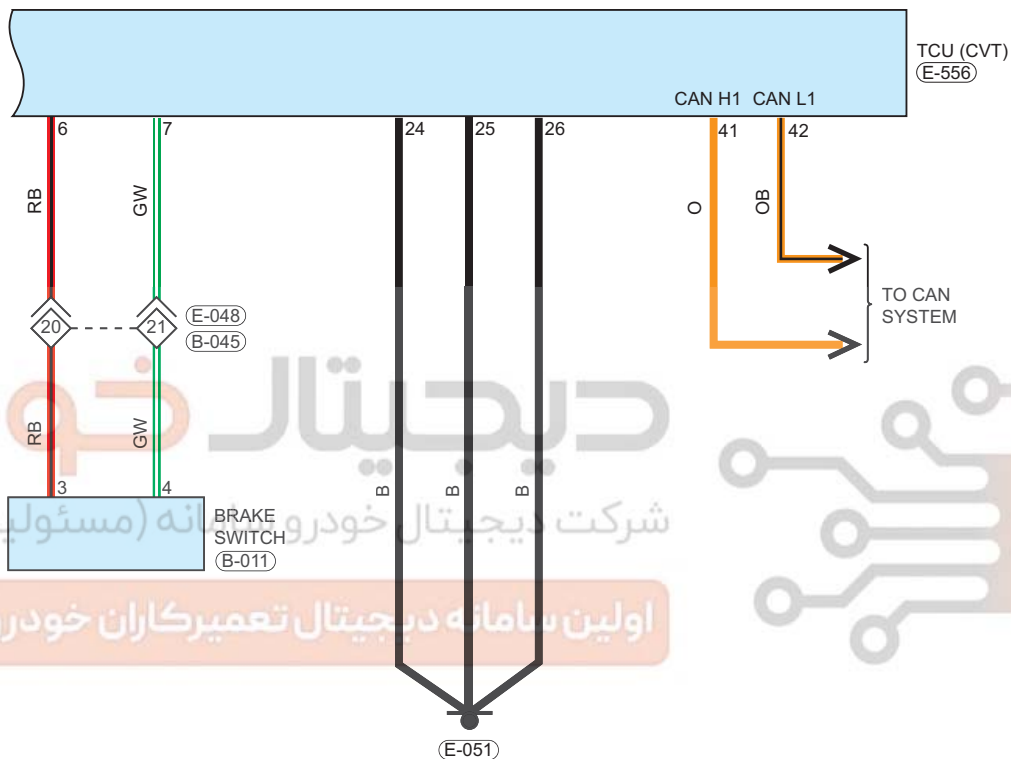 TCU (CVT)
E-556
CAN H1 CAN L1
6 7 24 25 26 41 42
RB GW O OB
20 21
E-048
B-045
TO CAN
SYSTEM
دیجیتال خو
RB GW B B B
3 4
BRAKE
SWITCH
B-011
شرکت دیجیتال خودرو سامانه (مسئولی
اولین سامانه دیجیتال تعمیرکاران خودر
E-051